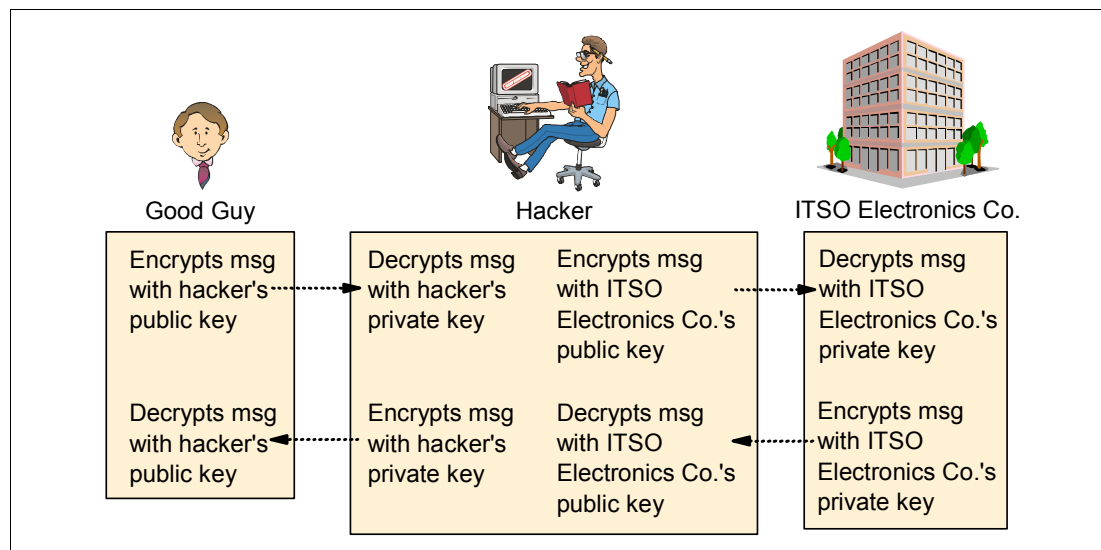 Good Guy
Hacker
ITSO Electronics Co.
Encrypts msg
with hacker's
public key
Decrypts msg
with hacker's
private key
Encrypts msg
with ITSO
Electronics Co.'s
public key
Decrypts msg
with ITSO
Electronics Co.'s
private key
Decrypts msg
with hacker's
public key
Encrypts msg
with hacker's
private key
Decrypts msg
with ITSO
Electronics Co.'s
public key
Encrypts msg
with ITSO
Electronics Co.'s
private key